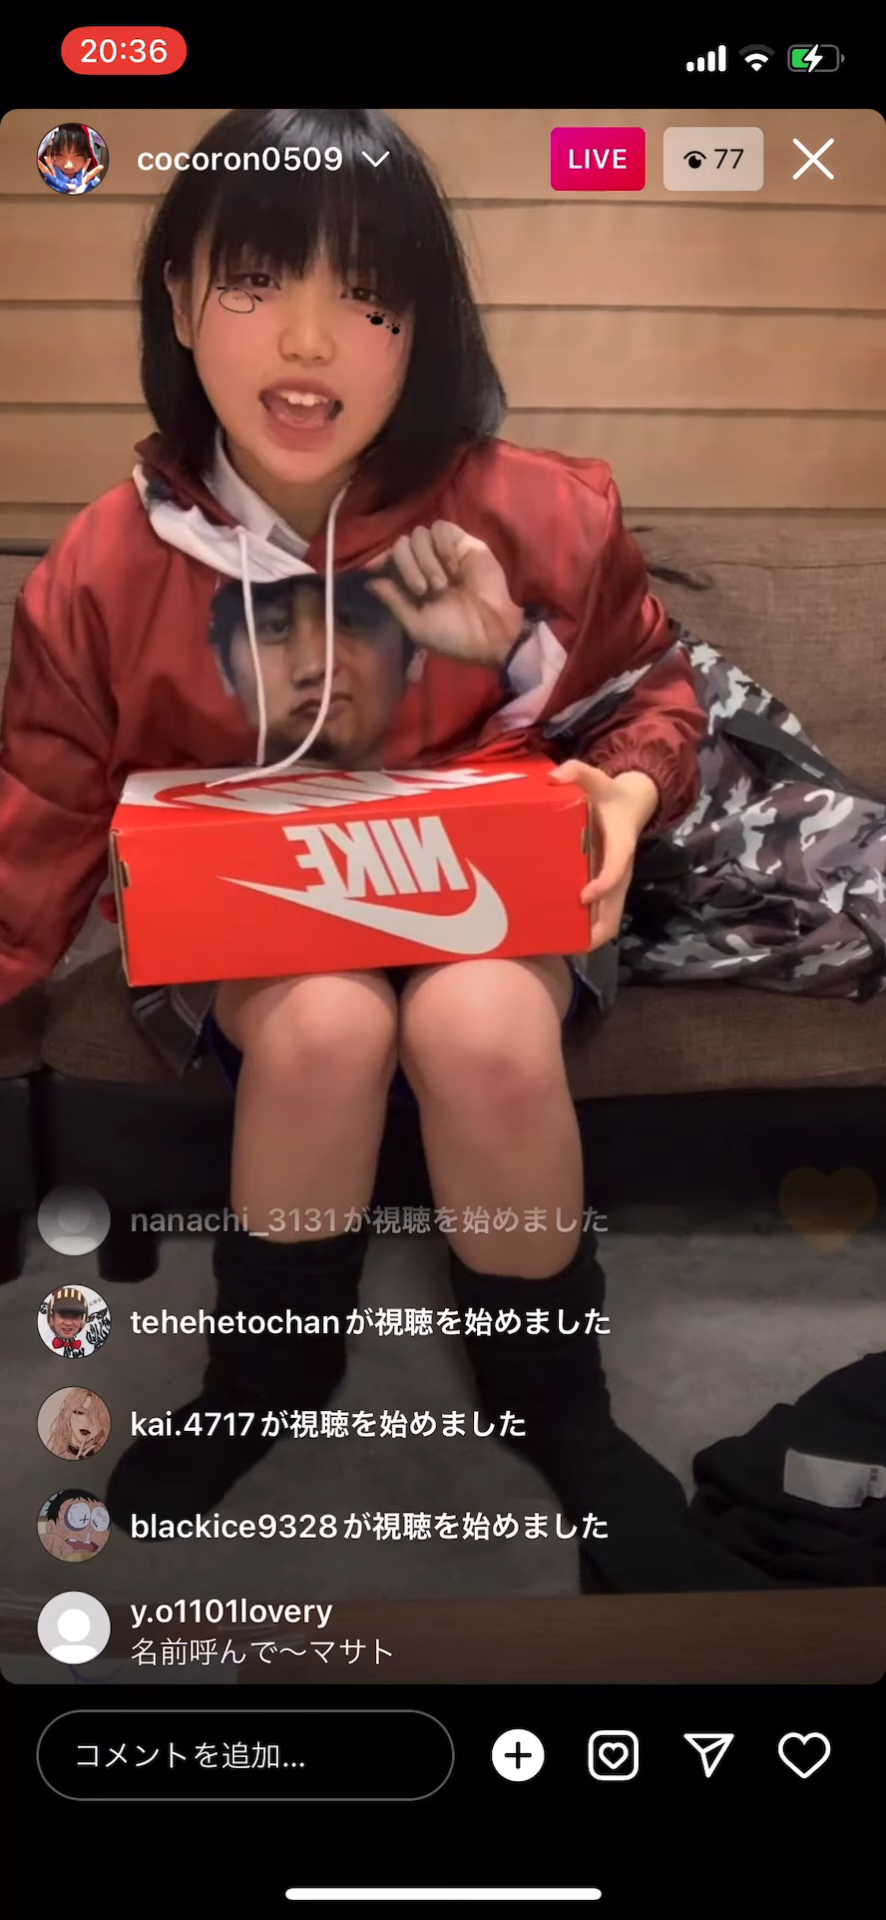 20:36
cocoron0509
LIVE
77
NIKE
nanachi_3131が視聴を始めました
tehehetochanが視聴を始めました
kai.4717が視聴を始めました
blackice9328が視聴を始めました
y.o1101lovery
名前呼んで〜マサト
コメントを追加...